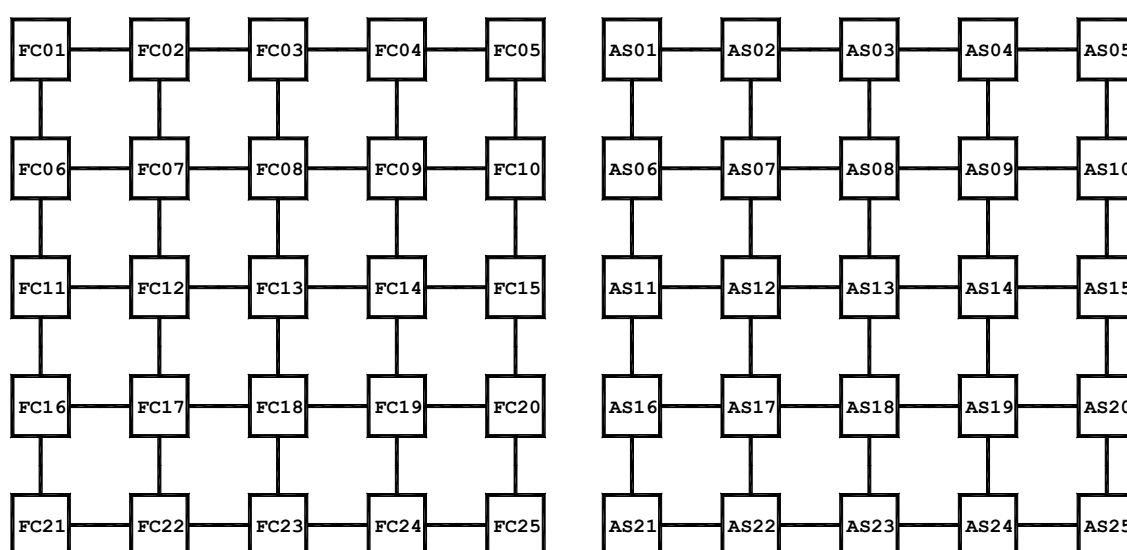 FC01 FC02 FC03 FC04 FC05 AS01 AS02 AS03 AS04 AS05
FC06 FC07 FC08 FC09 FC10 AS06 AS07 AS08 AS09 AS10
FC11 FC12 FC13 FC14 FC15 AS11 AS12 AS13 AS14 AS15
FC16 FC17 FC18 FC19 FC20 AS16 AS17 AS18 AS19 AS20
FC21 FC22 FC23 FC24 FC25 AS21 AS22 AS23 AS24 AS25